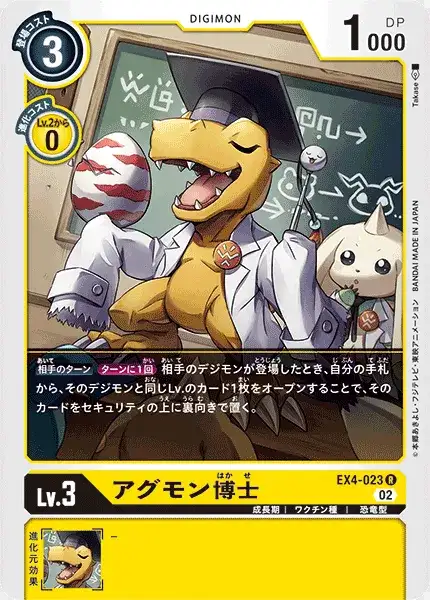 登場コスト
3
DIGIMON
DP
1000
進化コスト
Lv.2から
0
Takase
相手のターン ターンに1回 相手のデジモンが登場したとき、自分の手札
から、そのデジモンと同じLv.のカード1枚をオープンすることで、その
カードをセキュリティの上に裏向きで置く。
©本郷あきよし・フジテレビ・東映アニメーション BANDAI MADE IN JAPAN
EX4-023 R
Lv.3
アグモン博士
はかせ
02
成長期 | ワクチン種 | 恐竜型
進化元効果
-